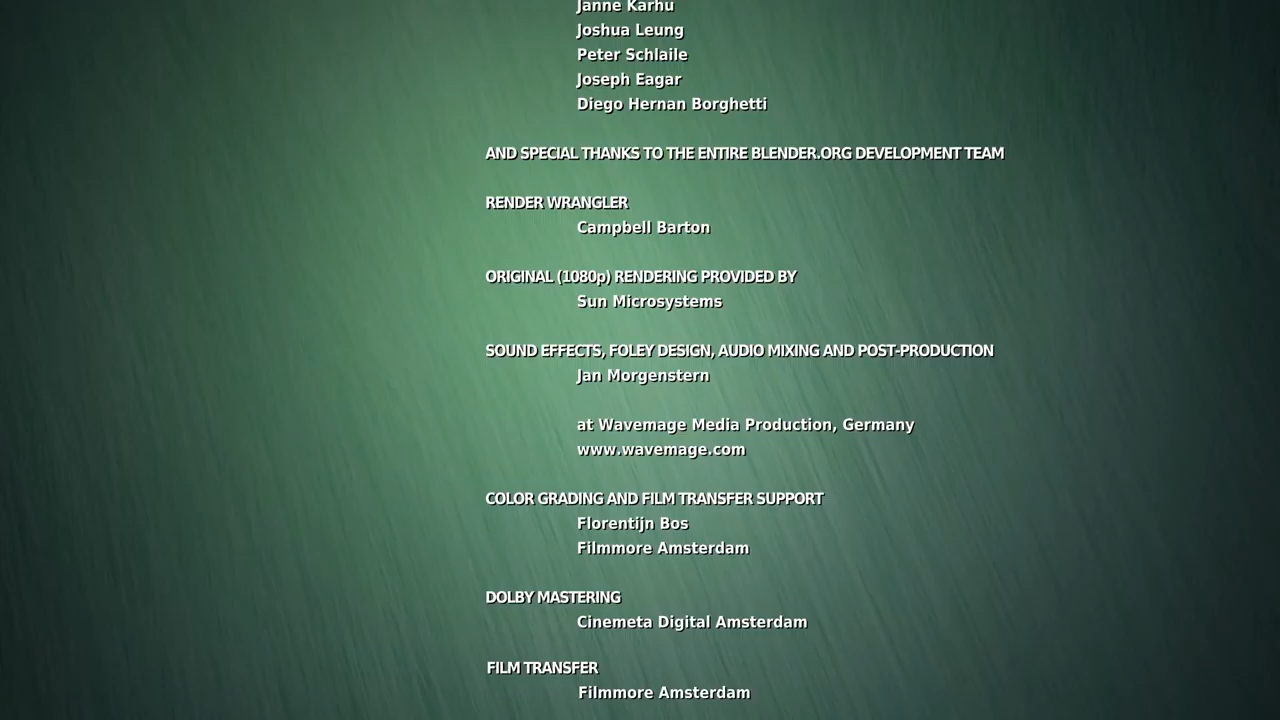 Janne Karhu
Joshua Leung
Peter Schlaile
Joseph Eagar
Diego Hernan Borghetti
AND SPECIAL THANKS TO THE ENTIRE BLENDER.ORG DEVELOPMENT TEAM
RENDER WRANGLER
Campbell Barton
ORIGINAL (1080p) RENDERING PROVIDED BY
Sun Microsystems
SOUND EFFECTS, FOLEY DESIGN, AUDIO MIXING AND POST-PRODUCTION
Jan Morgenstern
at Wavemage Media Production, Germany
www.wavemage.com
COLOR GRADING AND FILM TRANSFER SUPPORT
Florentijn Bos
Filmmore Amsterdam
DOLBY MASTERING
Cinemeta Digital Amsterdam
FILM TRANSFER
Filmmore Amsterdam